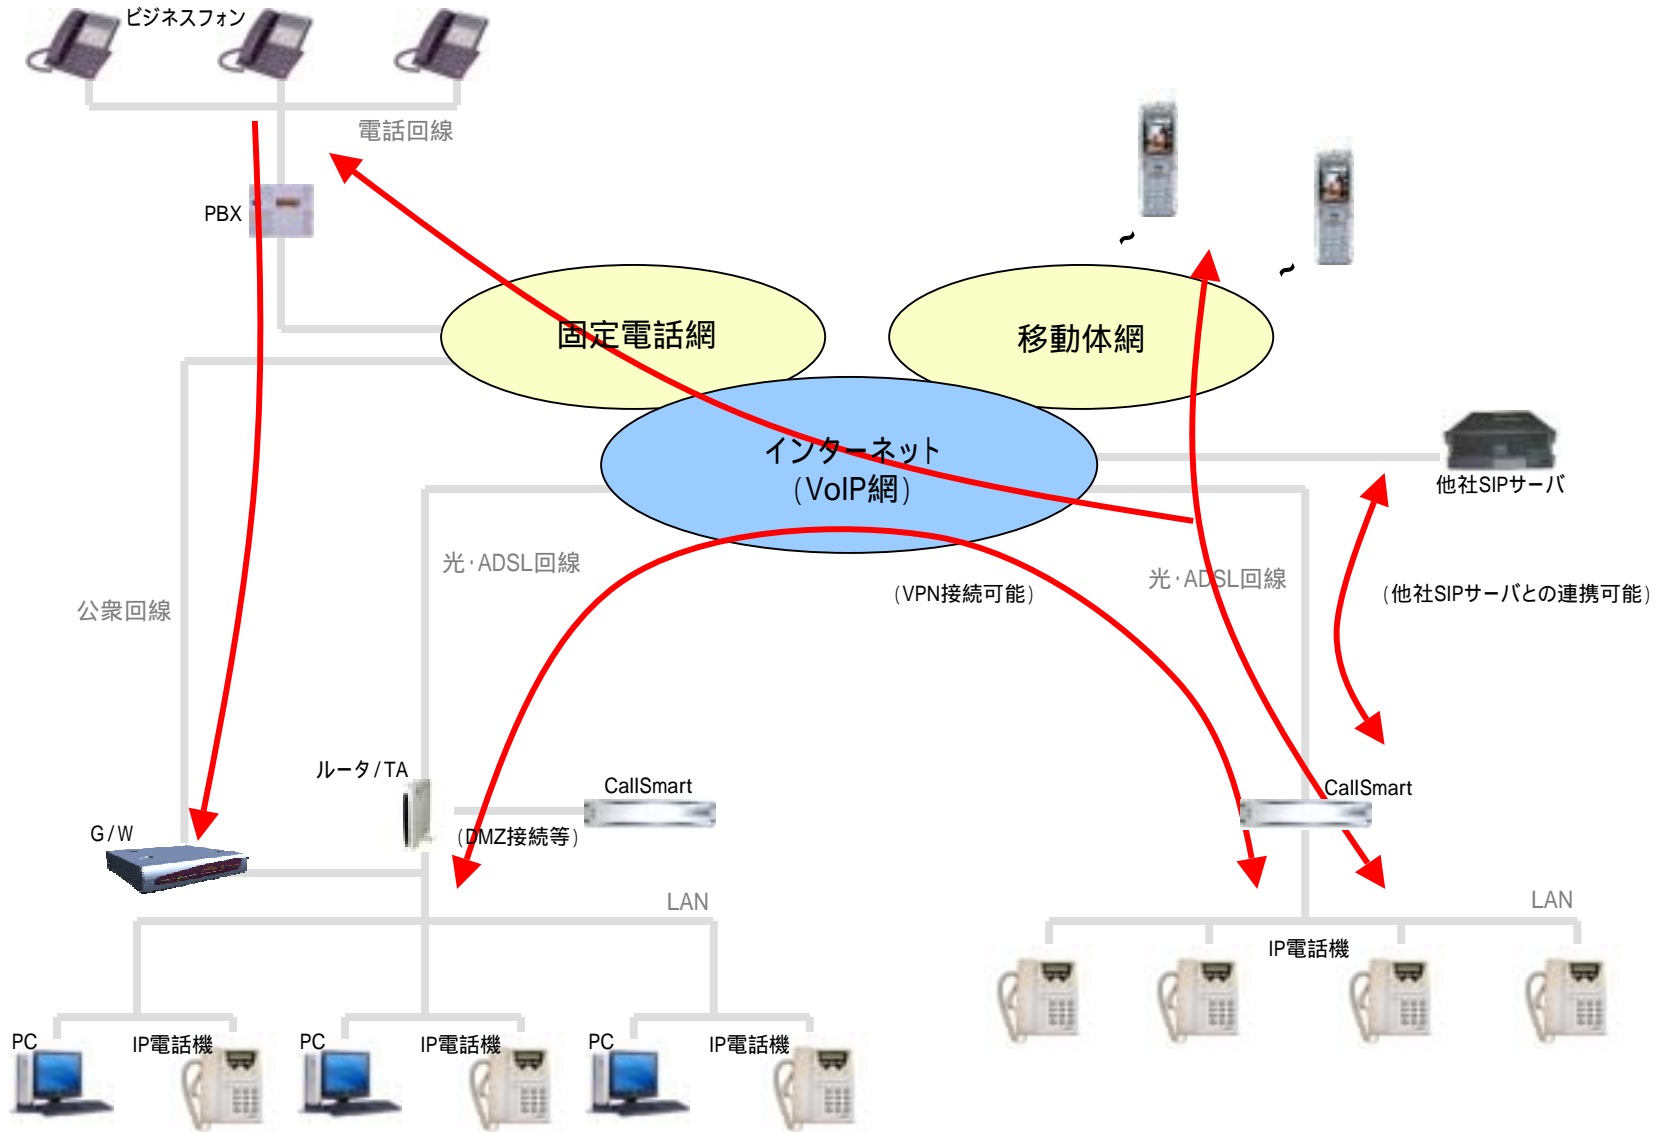 ビジネスフォン
電話回線
PBX
固定電話網
移動体網
インターネット
(VoIP網)
他社SIPサーバ
光・ADSL回線
(VPN接続可能)
光・ADSL回線
(他社SIPサーバとの連携可能)
公衆回線
ルータ/TA
CallSmart
CallSmart
G/W
(DMZ接続等)
LAN
LAN
IP電話機
PC
IP電話機
PC
IP電話機
PC
IP電話機